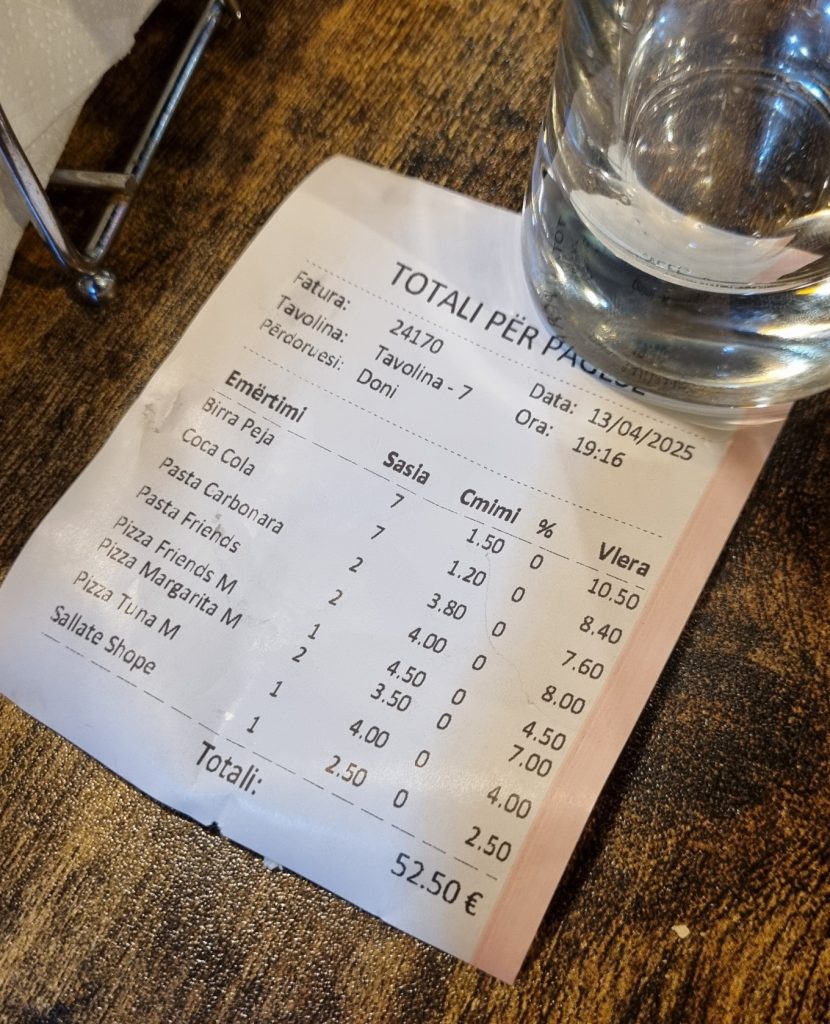 TOTALI PËR PAGESË
Fatura: 24170 Data: 13/04/2025
Tavolina: Tavolina - 7 Ora: 19:16
Përdoruesi: Doni
Emërtimi Sasia Cmimi % Vlera
Birra Peja 7 1.50 0 10.50
Coca Cola 7 1.20 0 8.40
Pasta Carbonara 2 3.80 0 7.60
Pasta Friends 2 4.00 0 8.00
Pizza Friends M 1 4.50 0 4.50
Pizza Margarita M 2 3.50 0 7.00
Pizza Tuna M 1 4.00 0 4.00
Sallate Shope 1 2.50 0 2.50
Totali: 52.50 €